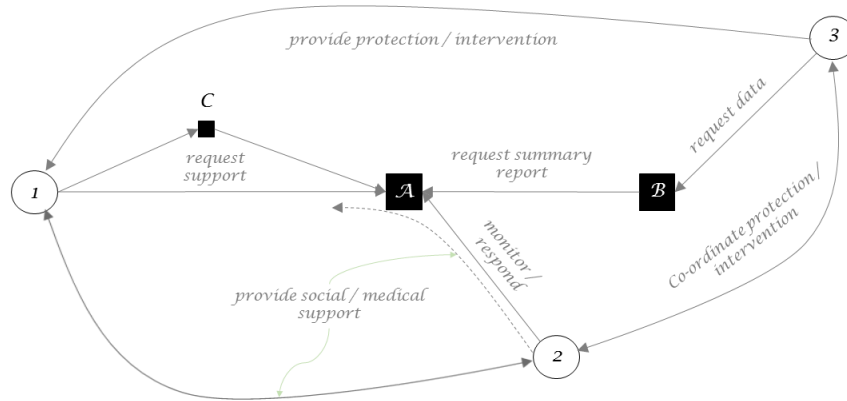 3
provide protection / intervention
C
request data
request
support
request summary
report
1
A
B
monitor/
respond
Co-ordinate protection/
intervention
provide social / medical
support
2